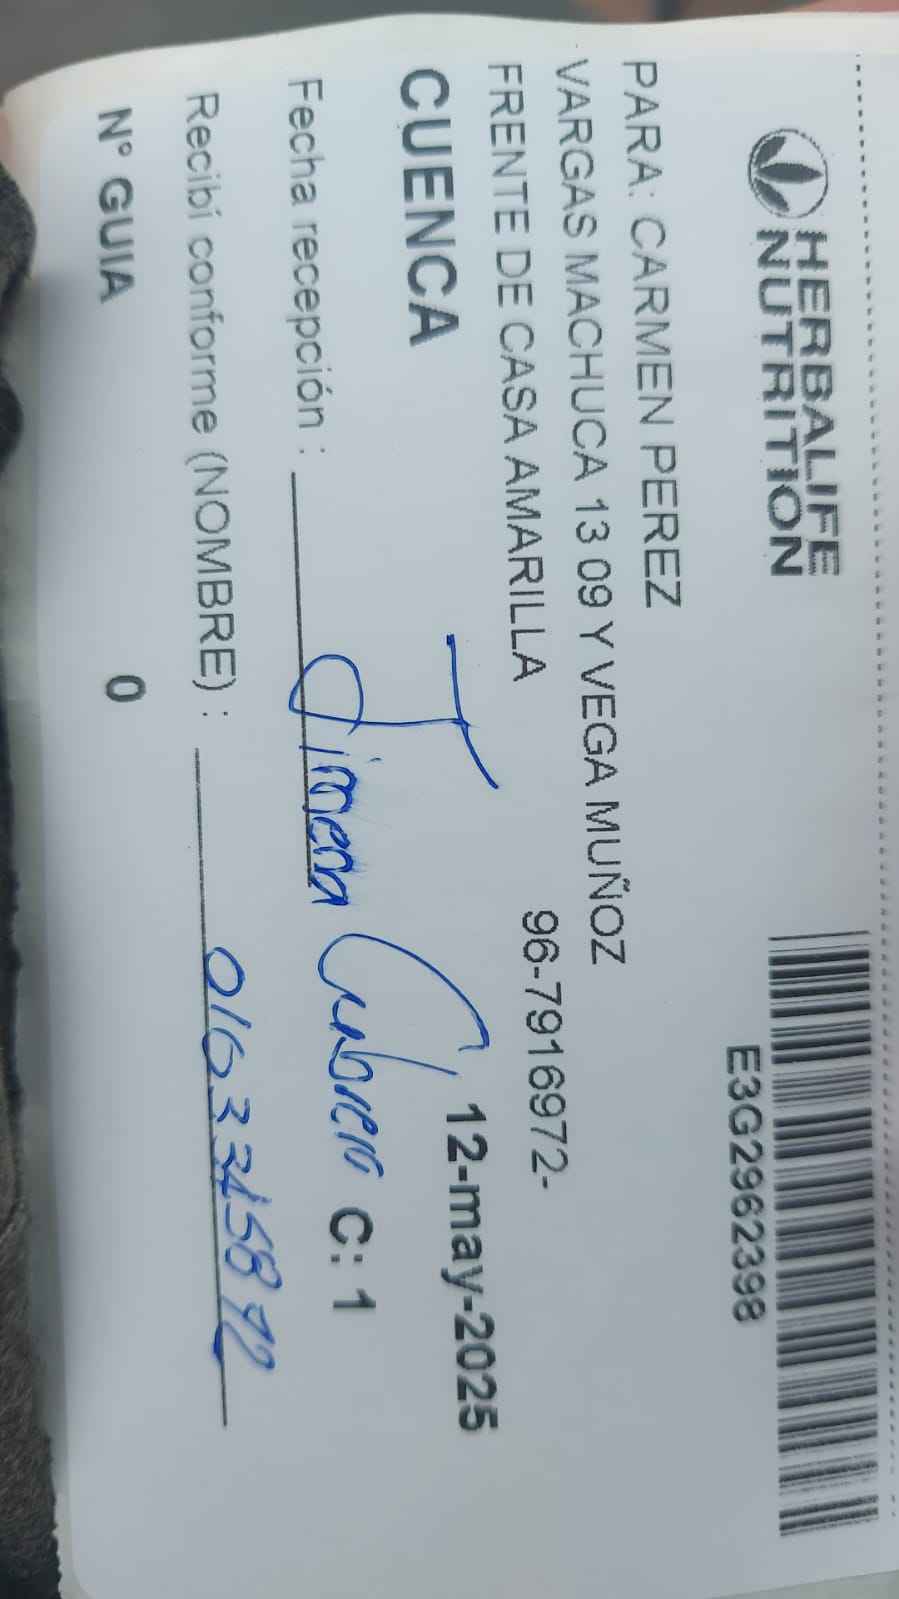 HERBALIFE
NUTRITION
E3G2962398
PARA: CARMEN PEREZ
VARGAS MACHUCA 13 09 Y VEGA MUÑOZ
FRENTE DE CASA AMARILLA 96-7916972-
CUENCA 12-may-2025
Fecha recepción : Jimena Cabrera C: 1
Recibí conforme (NOMBRE) :
N° GUIA 0